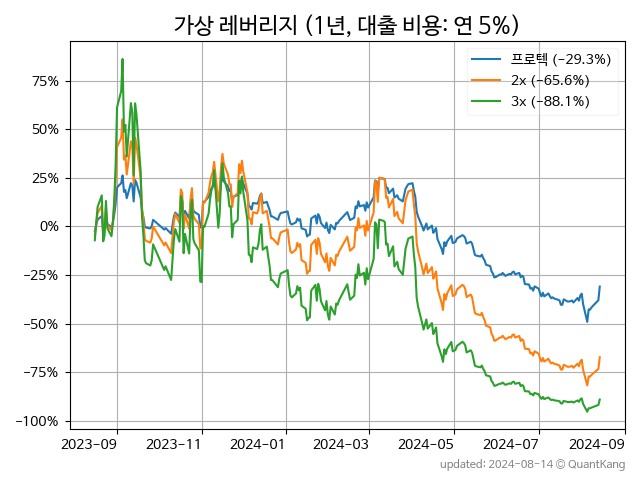 가상 레버리지 (1년, 대출 비용: 연 5%)
프로텍 (−29.3%)
2x (−65.6%)
3x (−88.1%)
75%
50%
25%
0%
−25%
−50%
−75%
−100%
2023-09 2023-11 2024-01 2024-03 2024-05 2024-07 2024-09
updated: 2024-08-14 © QuantKang